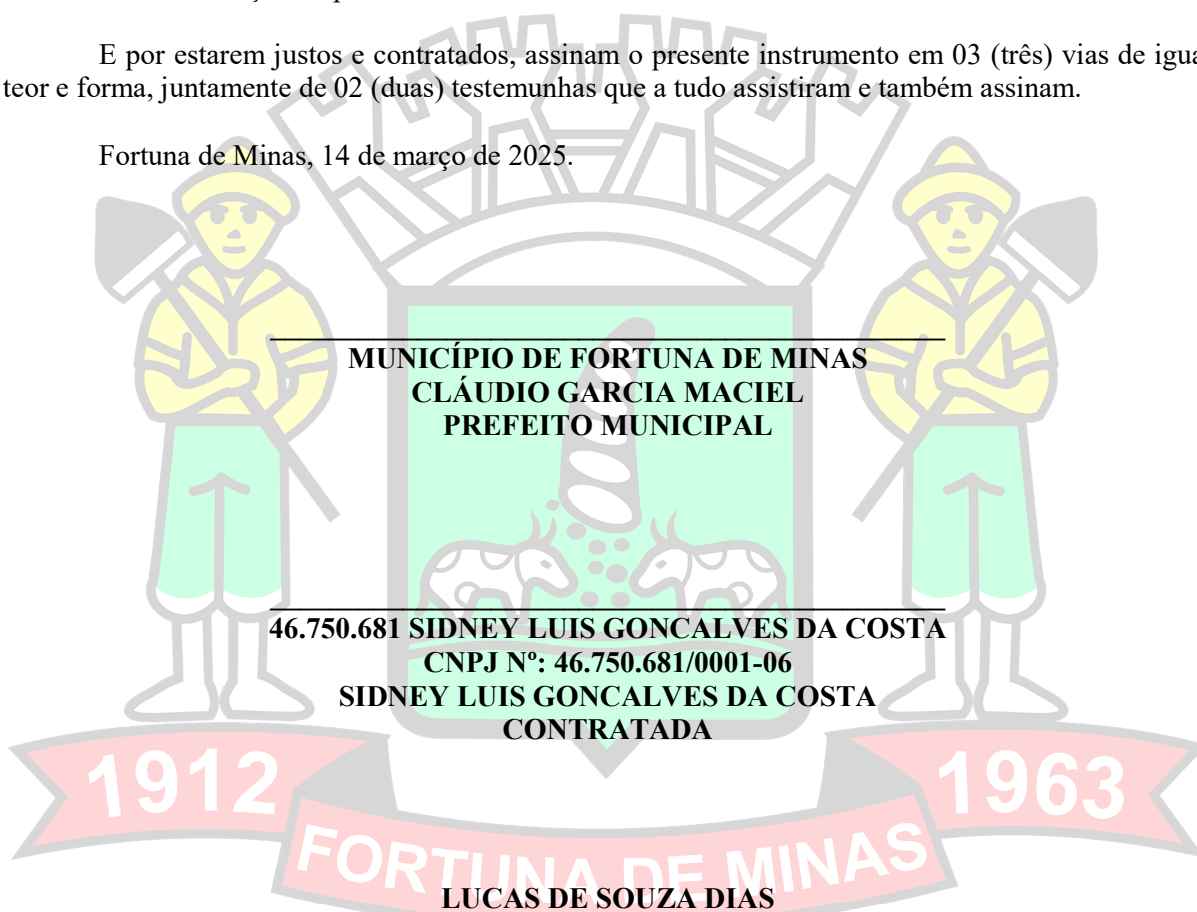 E por estarem justos e contratados, assinam o presente instrumento em 03 (três) vias de igua
teor e forma, juntamente de 02 (duas) testemunhas que a tudo assistiram e também assinam.
Fortuna de Minas, 14 de março de 2025.
MUNICÍPIO DE FORTUNA DE MINAS
CLÁUDIO GARCIA MACIEL
PREFEITO MUNICIPAL
46.750.681 SIDNEY LUIS GONCALVES DA COSTA
CNPJ Nº: 46.750.681/0001-06
SIDNEY LUIS GONCALVES DA COSTA
CONTRATADA
1912 1963
FORTUNA DE MINAS
LUCAS DE SOUZA DIAS